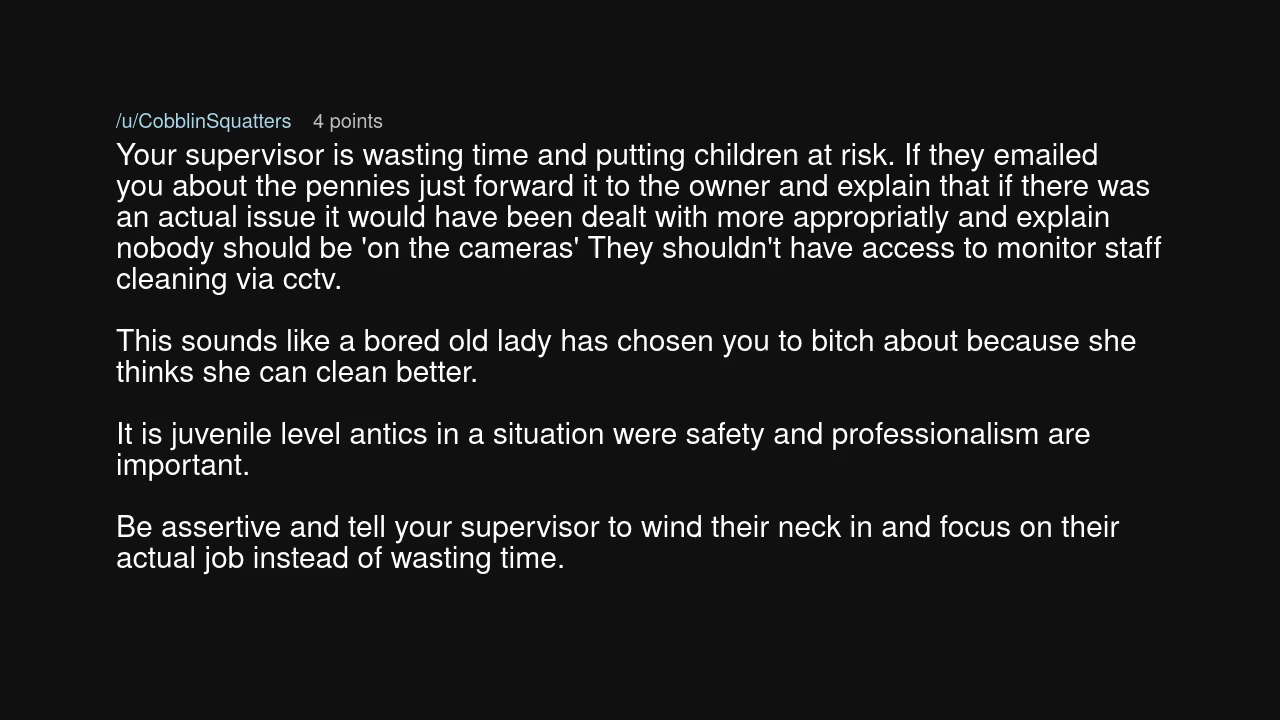 /u/CobblinSquatters 4 points
Your supervisor is wasting time and putting children at risk. If they emailed
you about the pennies just forward it to the owner and explain that if there was
an actual issue it would have been dealt with more appropriatly and explain
nobody should be 'on the cameras' They shouldn't have access to monitor staff
cleaning via cctv.
This sounds like a bored old lady has chosen you to bitch about because she
thinks she can clean better.
It is juvenile level antics in a situation were safety and professionalism are
important.
Be assertive and tell your supervisor to wind their neck in and focus on their
actual job instead of wasting time.